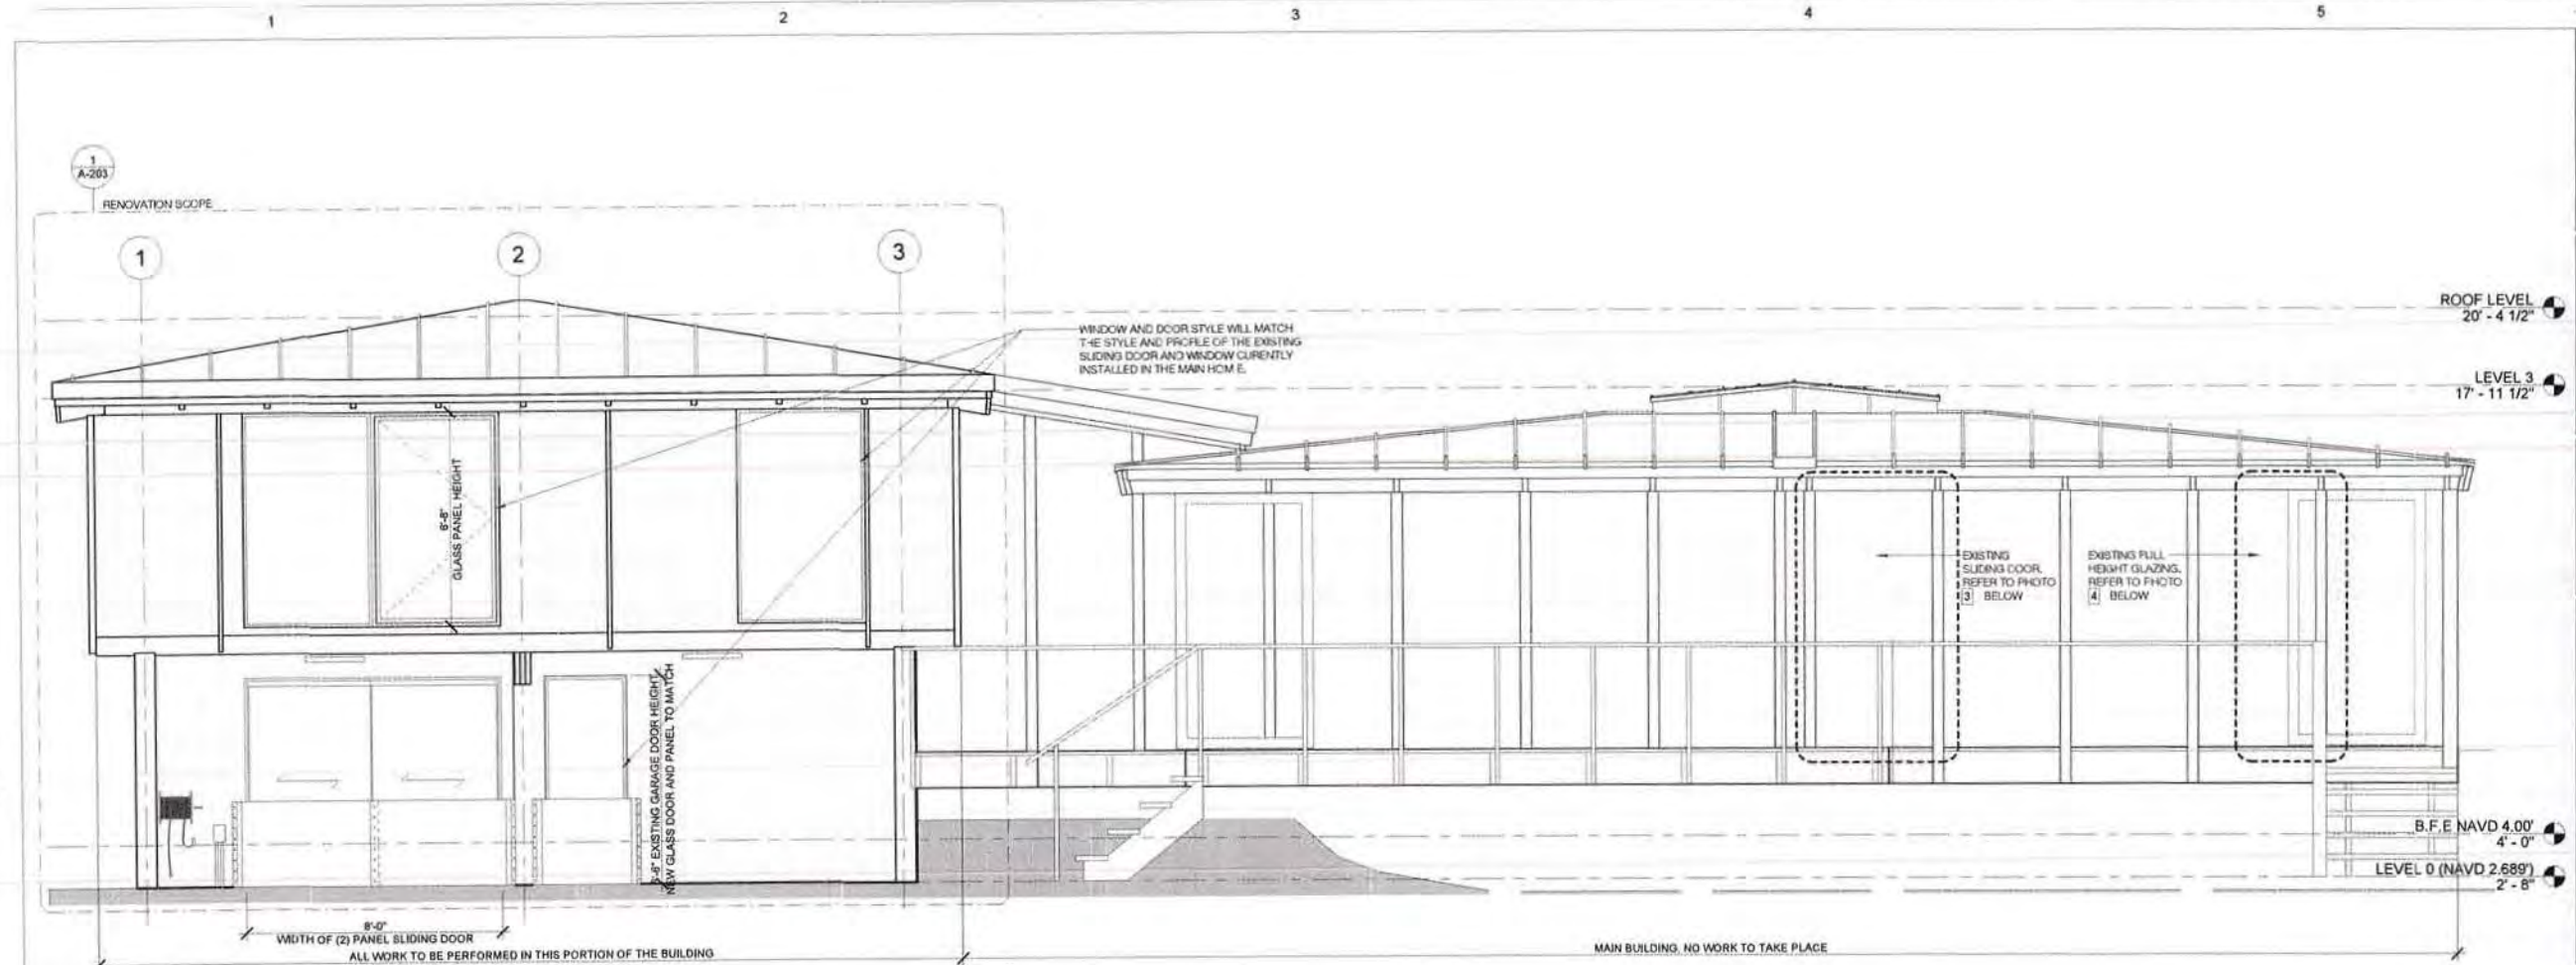 1 2 3 4 5
1
A-203
RENOVATION SCOPE
1 2 3
WINDOW AND DOOR STYLE WILL MATCH
THE STYLE AND PROFILE OF THE EXISTING
SLIDING DOOR AND WINDOW CURENTLY
INSTALLED IN THE MAIN HOME.
ROOF LEVEL
20' - 4 1/2"
LEVEL 3
17' - 11 1/2"
6'-8"
GLASS PANEL HEIGHT
EXISTING
SLIDING DOOR.
REFER TO PHOTO
3 BELOW
EXISTING FULL
HEIGHT GLAZING.
REFER TO PHOTO
4 BELOW
EXISTING GARAGE DOOR HEIGHT,
NEW GLASS DOOR AND PANEL TO MATCH
B.F.E NAVD 4.00'
4' - 0"
LEVEL 0 (NAVD 2.689')
2' - 8"
8'-0"
WIDTH OF (2) PANEL SLIDING DOOR
ALL WORK TO BE PERFORMED IN THIS PORTION OF THE BUILDING
MAIN BUILDING, NO WORK TO TAKE PLACE